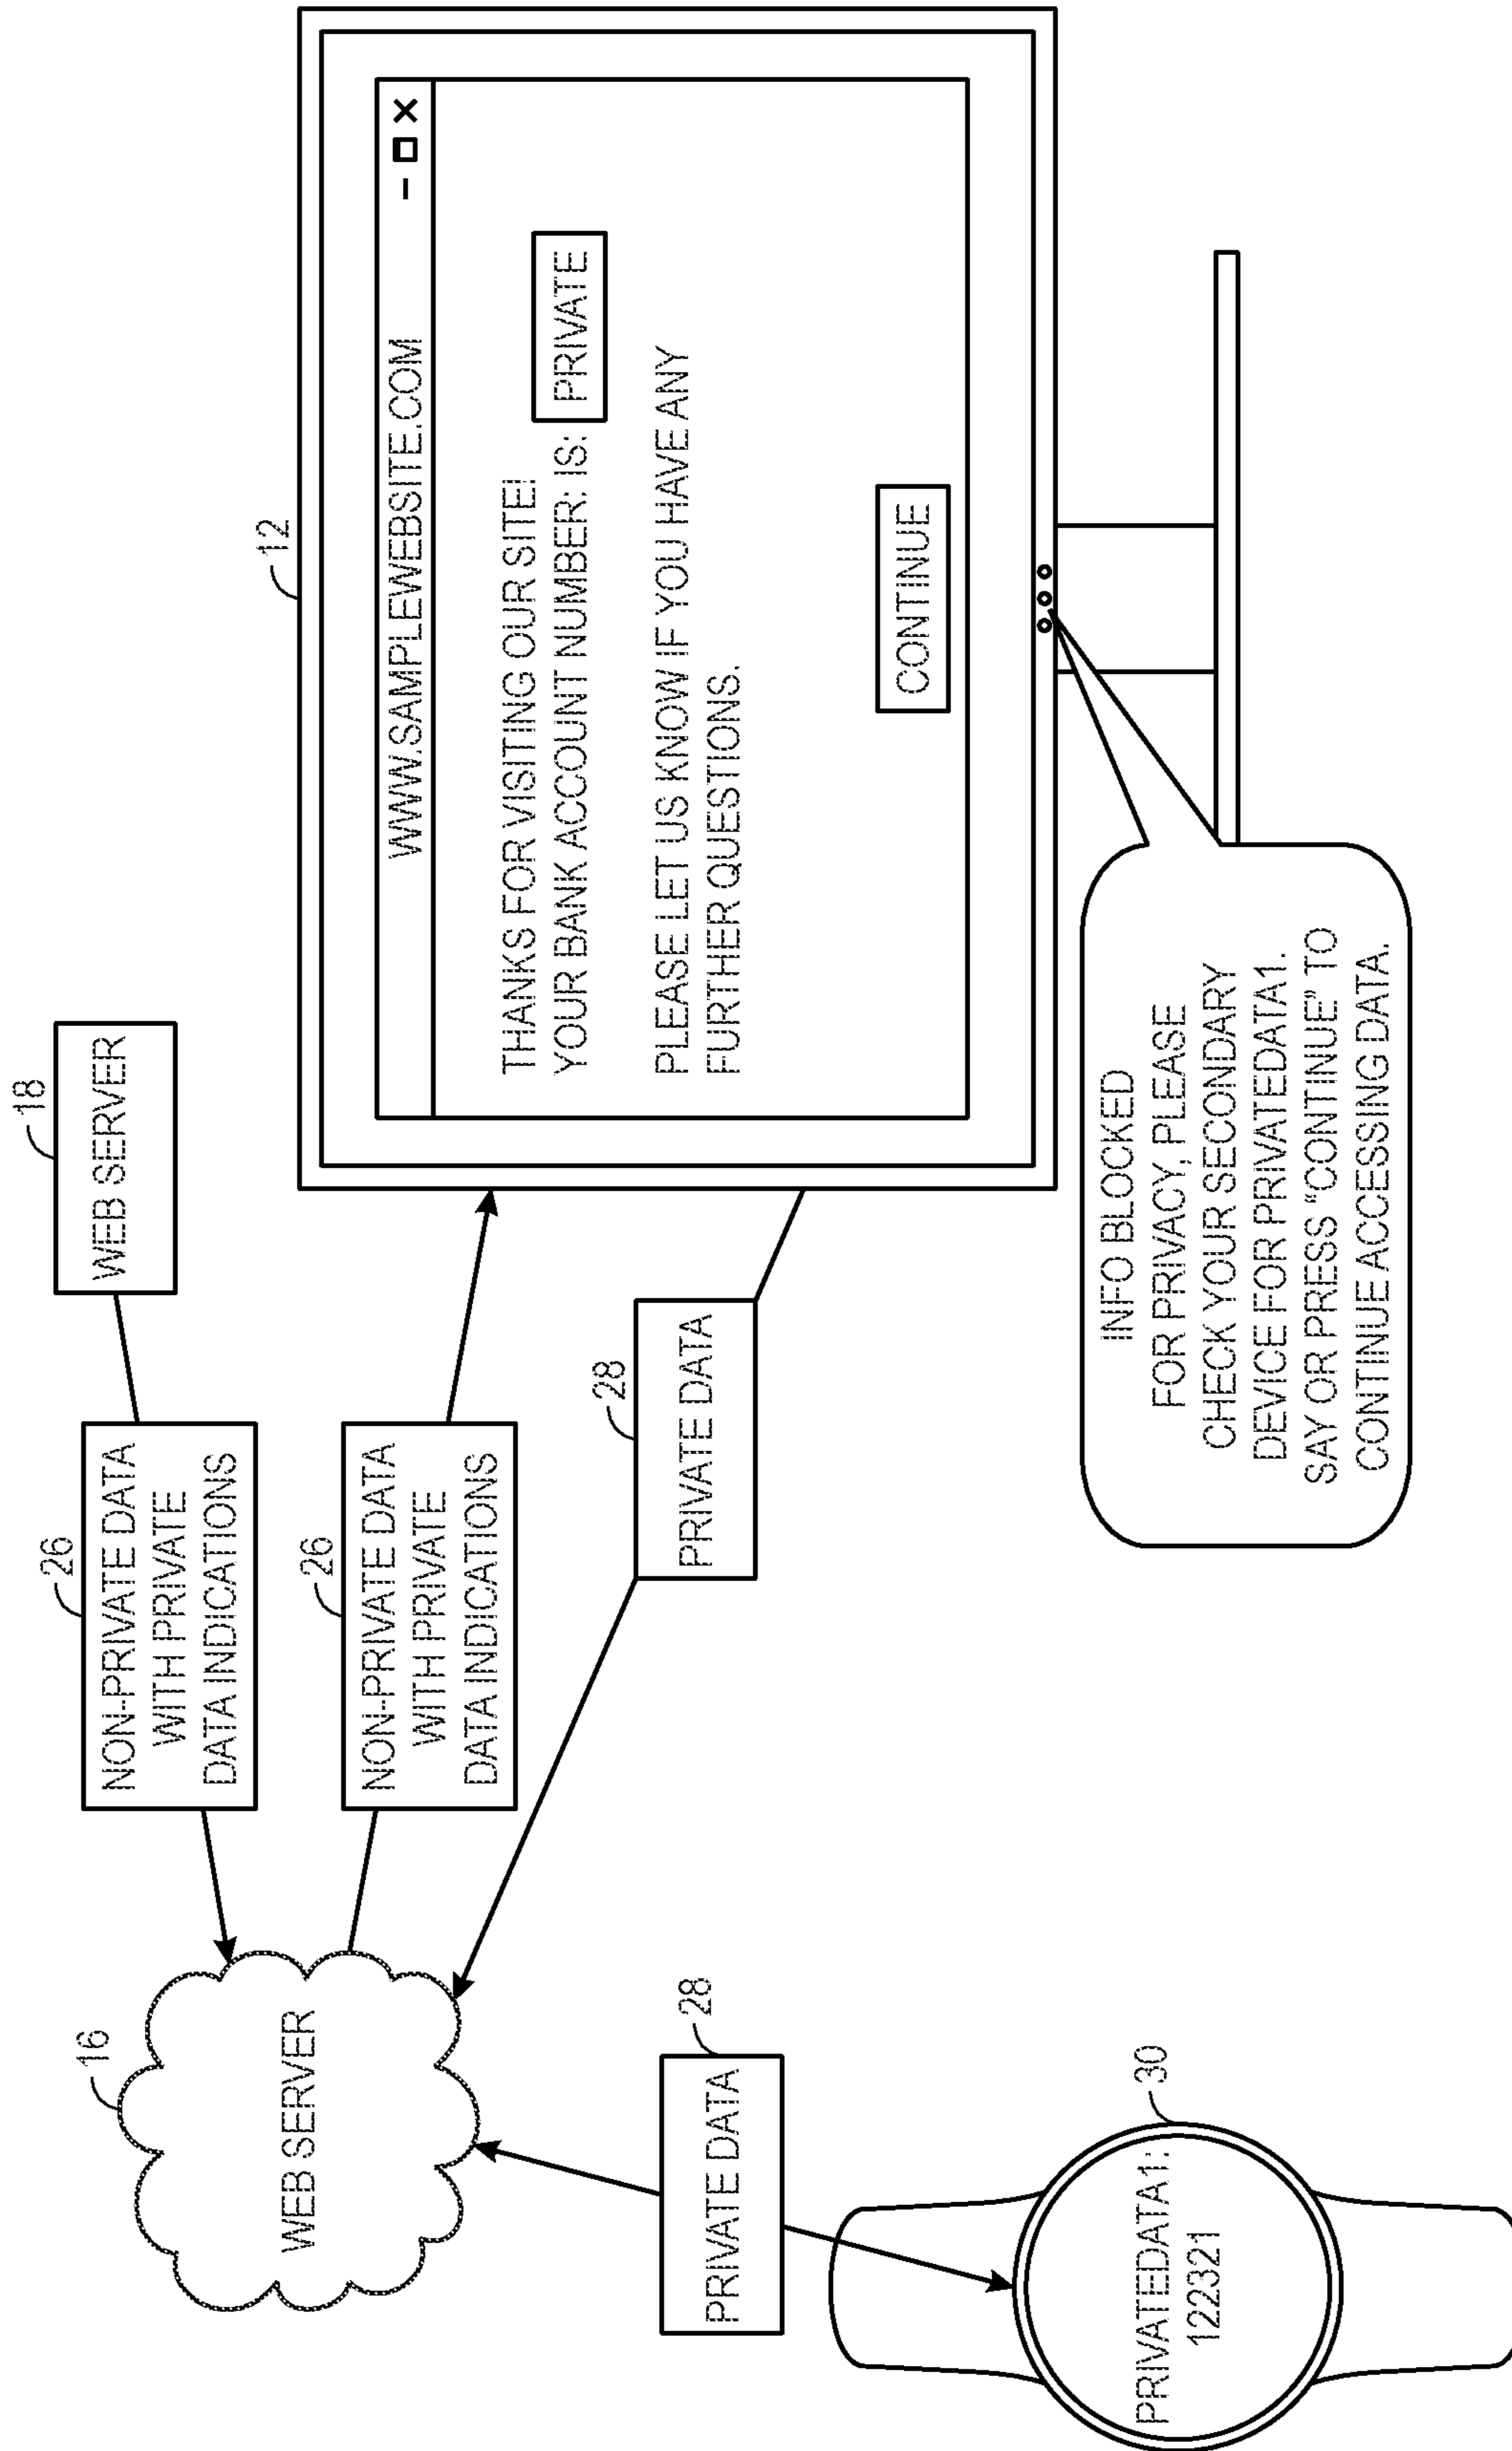 16
WEB SERVER
26
NON-PRIVATE DATA
WITH PRIVATE
DATA INDICATIONS
18
WEB SERVER
26
NON-PRIVATE DATA
WITH PRIVATE
DATA INDICATIONS
12
WWW.SAMPLEWEBSITE.COM
THANKS FOR VISITING OUR SITE!
YOUR BANK ACCOUNT NUMBER: IS: PRIVATE
PLEASE LET US KNOW IF YOU HAVE ANY
FURTHER QUESTIONS.
CONTINUE
28
PRIVATE DATA
28
PRIVATE DATA
30
PRIVATEDATA1:
122321
INFO BLOCKED
FOR PRIVACY, PLEASE
CHECK YOUR SECONDARY
DEVICE FOR PRIVATEDATA1.
SAY OR PRESS “CONTINUE” TO
CONTINUE ACCESSING DATA.